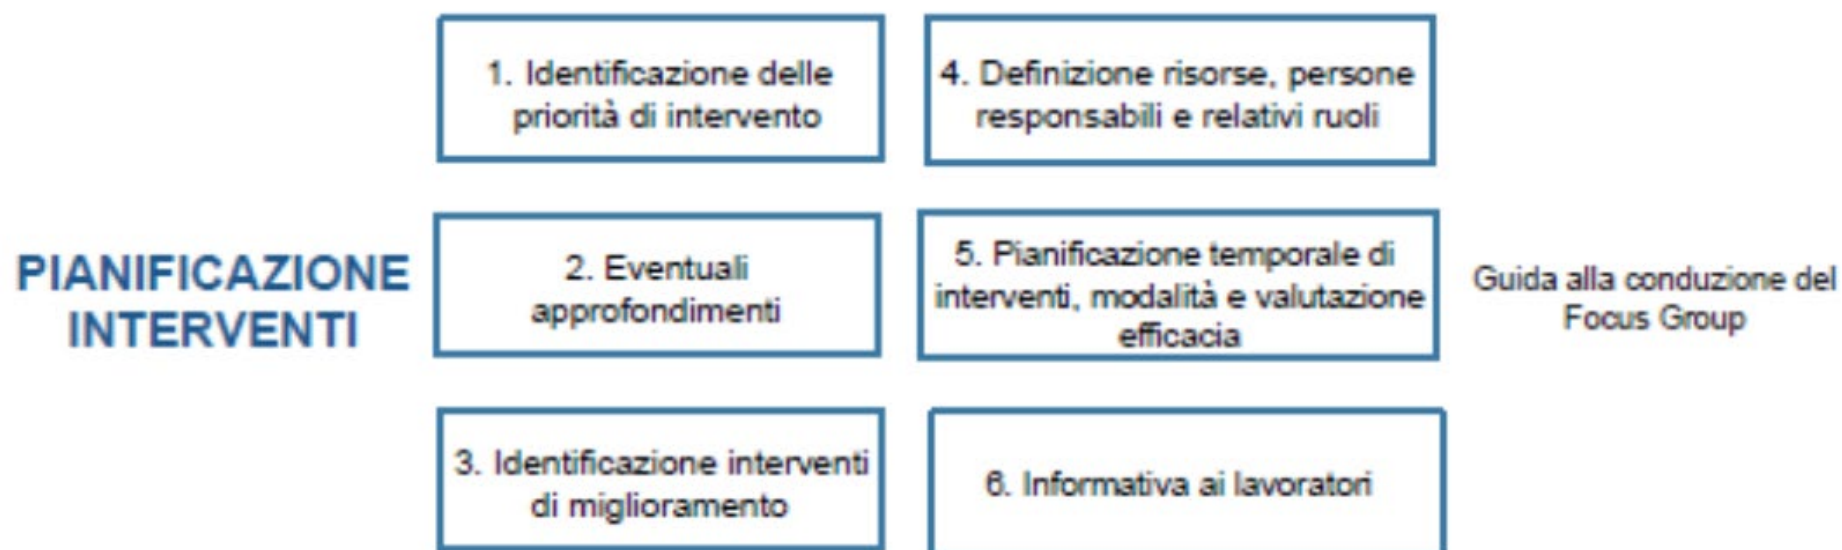 PIANIFICAZIONE
INTERVENTI
1. Identificazione delle
priorità di intervento
2. Eventuali
approfondimenti
3. Identificazione interventi
di miglioramento
4. Definizione risorse, persone
responsabili e relativi ruoli
5. Pianificazione temporale di
interventi, modalità e valutazione
efficacia
6. Informativa ai lavoratori
Guida alla conduzione del
Focus Group